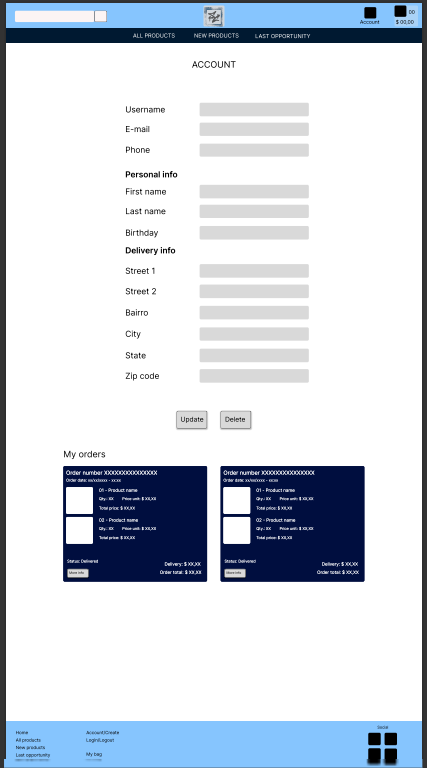 00
Account
$ 00,00
ALL PRODUCTS NEW PRODUCTS LAST OPPORTUNITY
ACCOUNT
Username
E-mail
Phone
Personal info
First name
Last name
Birthday
Delivery info
Street 1
Street 2
Bairro
City
State
Zip code
Update Delete
My orders
Order number XXXXXXXXXXXXXXX
Order date: xx/xx/xxxx - xx:xx
01 - Product name
Qty.: XX Price unit: $ XX,XX
Total price: $ XX,XX
02 - Product name
Qty.: XX Price unit: $ XX,XX
Total price: $ XX,XX
Status: Delivered
Delivery: $ XX,XX
More info
Order total: $ XX,XX
Order number XXXXXXXXXXXXXXX
Order date: xx/xx/xxxx - xx:xx
01 - Product name
Qty.: XX Price unit: $ XX,XX
Total price: $ XX,XX
02 - Product name
Qty.: XX Price unit: $ XX,XX
Total price: $ XX,XX
Status: Delivered
Delivery: $ XX,XX
More info
Order total: $ XX,XX
Home
All products
New products
Last opportunity
Account/Create
Login/Logout
My bag
Social